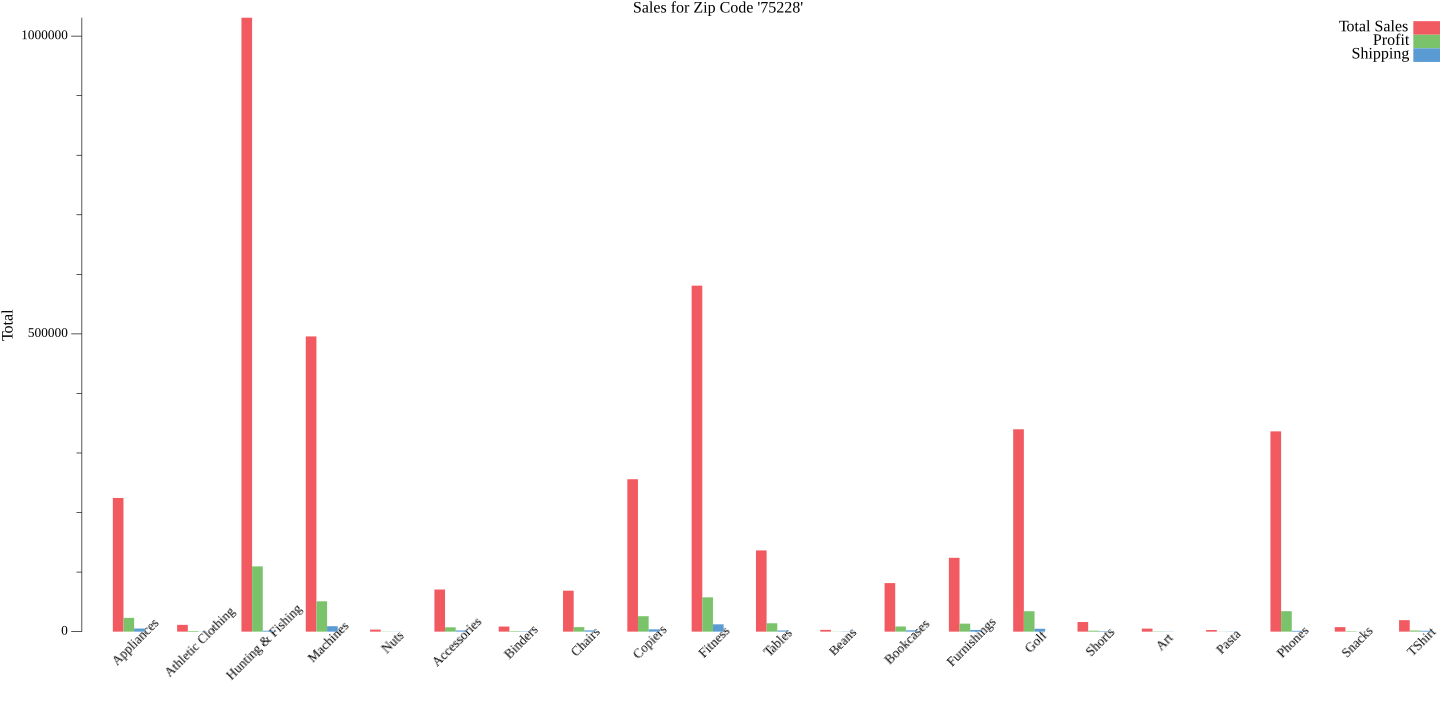 Sales for Zip Code '75228'
Total Sales
Profit
Shipping
Total
1000000
500000
0
Appliances
Athletic Clothing
Hunting & Fishing
Machines
Nuts
Accessories
Binders
Chairs
Copiers
Fitness
Tables
Beans
Bookcases
Furnishings
Golf
Shorts
Art
Pasta
Phones
Snacks
TShirt